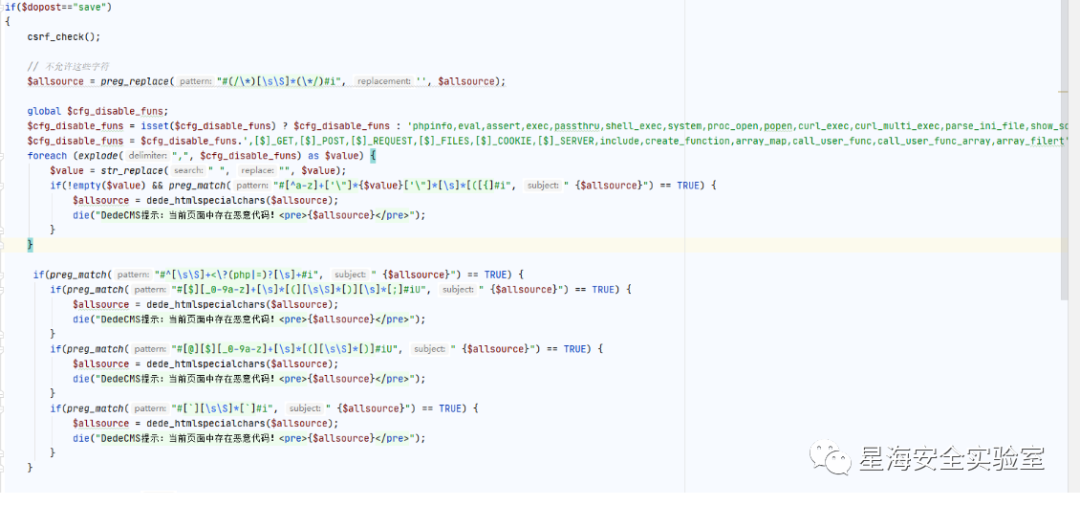 if($dopost=="save")
{
csrf_check();
// 不允许这些字符
$allsource = preg_replace( pattern: "#(/\*)[\s\S]*(\*/)#i", replacement: '', $allsource);
global $cfg_disable_funs;
$cfg_disable_funs = isset($cfg_disable_funs) ? $cfg_disable_funs : 'phpinfo,eval,assert,exec,passthru,shell_exec,system,proc_open,popen,curl_exec,curl_multi_exec,parse_ini_file,show_so
$cfg_disable_funs = $cfg_disable_funs.',[$]_GET,[$]_POST,[$]_REQUEST,[$]_FILES,[$]_COOKIE,[$]_SERVER,include,create_function,array_map,call_user_func,call_user_func_array,array_filert'
foreach (explode( delimiter: ",", $cfg_disable_funs) as $value) {
$value = str_replace( search: " ", replace: "", $value);
if(!empty($value) && preg_match( pattern: "#[^a-z]+['\"]*{$value}['\"]*[\s]*[([{]#i", subject: " {$allsource}") == TRUE) {
$allsource = dede_htmlspecialchars($allsource);
die("DedeCMS提示：当前页面中存在恶意代码！<pre>{$allsource}</pre>");
}
}
if(preg_match( pattern: "#^[\s\S]+<\?(php|=)?[\s]+#i", subject: " {$allsource}") == TRUE) {
if(preg_match( pattern: "#[$][_0-9a-z]+[\s]*[(][\s\S]*[)][\s]*[;]#iU", subject: " {$allsource}") == TRUE) {
$allsource = dede_htmlspecialchars($allsource);
die("DedeCMS提示：当前页面中存在恶意代码！<pre>{$allsource}</pre>");
}
if(preg_match( pattern: "#[@][$][_0-9a-z]+[\s]*[(][\s\S]*[)]#iU", subject: " {$allsource}") == TRUE) {
$allsource = dede_htmlspecialchars($allsource);
die("DedeCMS提示：当前页面中存在恶意代码！<pre>{$allsource}</pre>");
}
if(preg_match( pattern: "#[`][\s\S]*[`]#i", subject: " {$allsource}") == TRUE) {
$allsource = dede_htmlspecialchars($allsource);
die("DedeCMS提示：当前页面中存在恶意代码！<pre>{$allsource}</pre>");
}
}
星海安全实验室